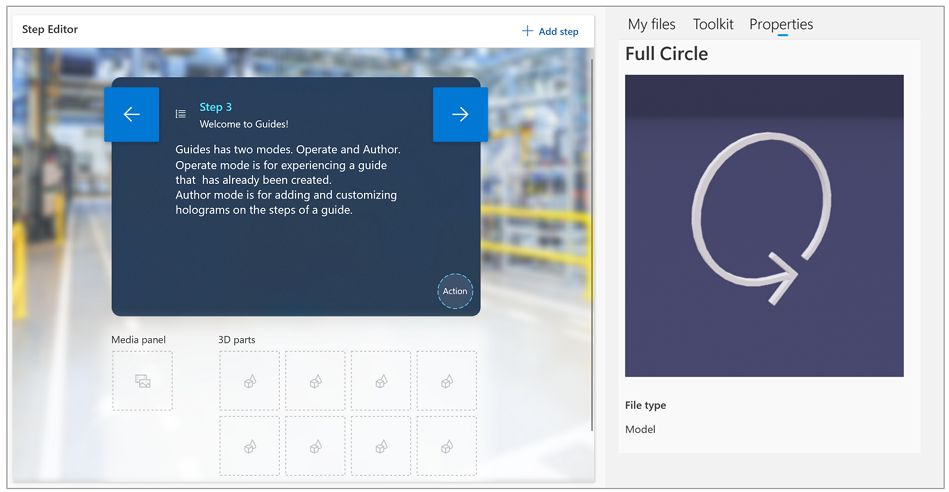 Step Editor
Add step
My files
Toolkit
Properties
Full Circle
Step 3
Welcome to Guides!
Guides has two modes. Operate and Author.
Operate mode is for experiencing a guide
that  has already been created.
Author mode is for adding and customizing
holograms on the steps of a guide.
Action
Media panel
3D parts
File type
Model